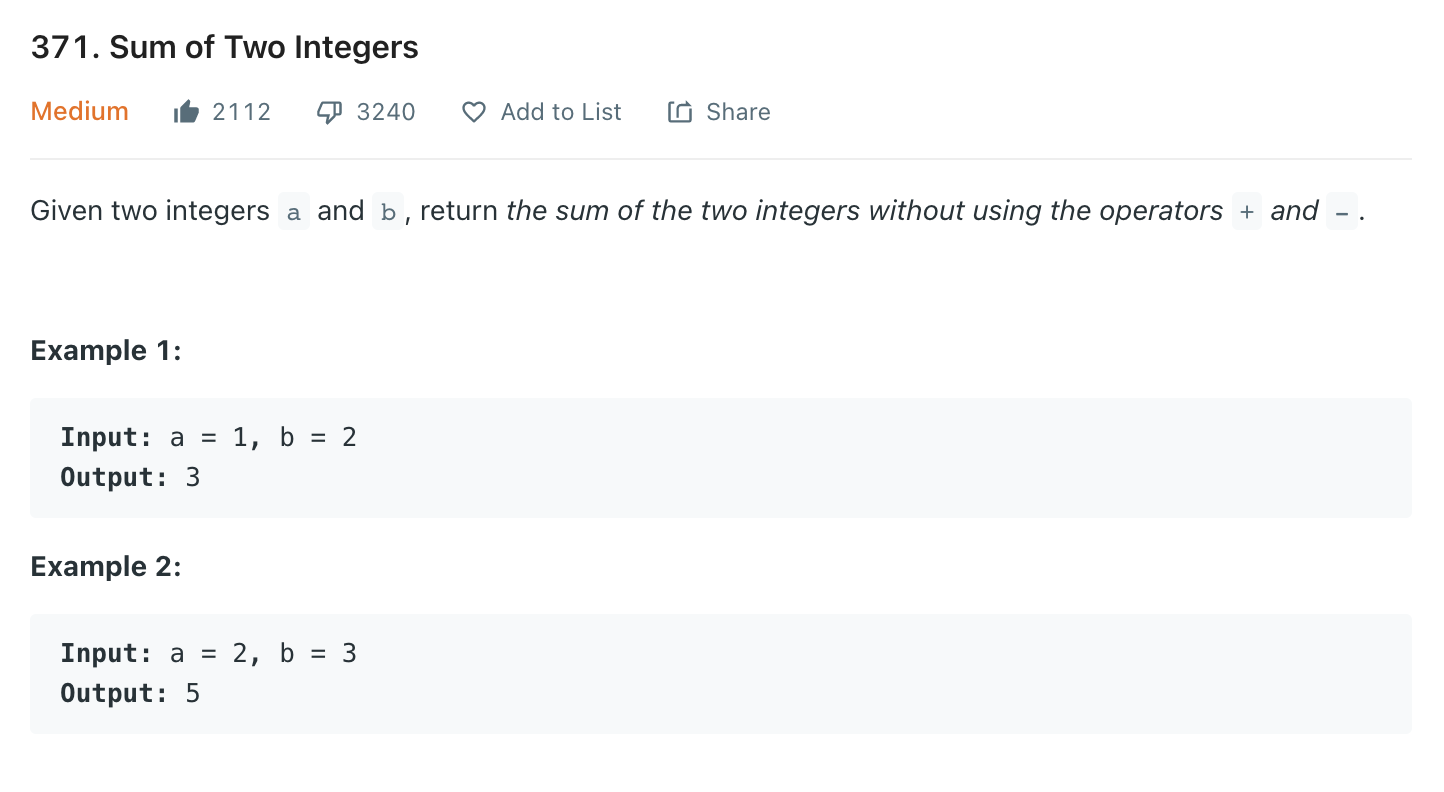 371. Sum of Two Integers
Medium 2112 3240 Add to List Share
Given two integers a and b, return the sum of the two integers without using the operators + and -.
Example 1:
Input: a = 1, b = 2
Output: 3
Example 2:
Input: a = 2, b = 3
Output: 5